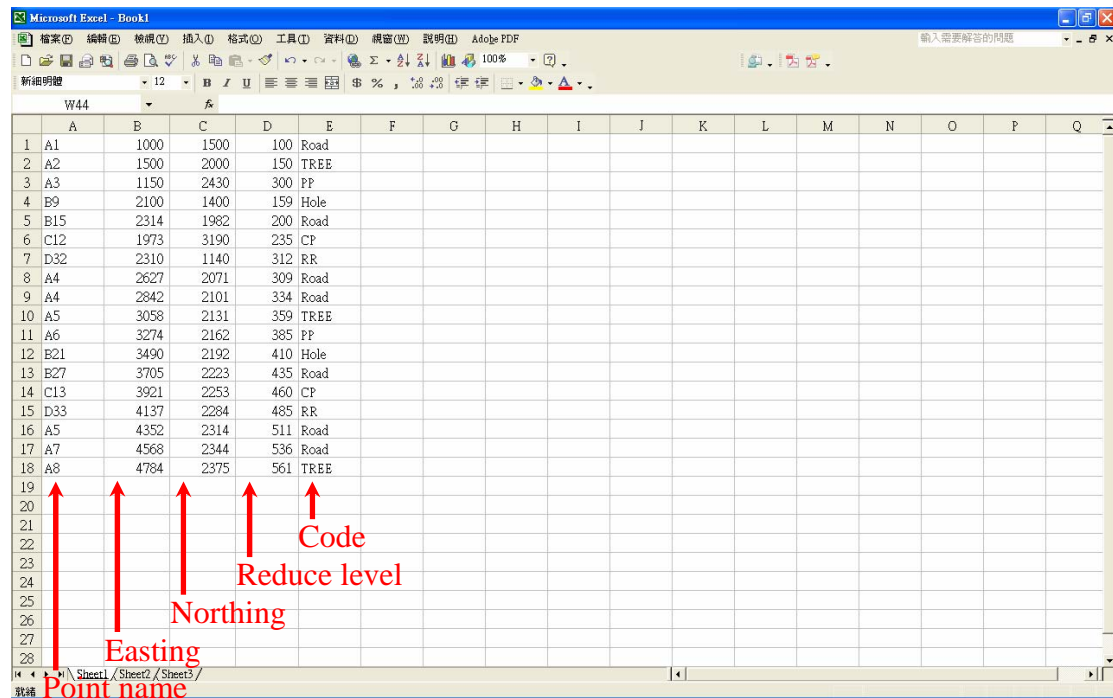 Microsoft Excel - Book1
檔案(F) 編輯(E) 檢視(V) 插入(I) 格式(O) 工具(T) 資料(D) 視窗(W) 說明(H) Adobe PDF 輸入需要解答的問題
100%
新細明體 12 B I U $ % ,
W44 fx
A B C D E F G H I J K L M N O P Q
1 A1 1000 1500 100 Road
2 A2 1500 2000 150 TREE
3 A3 1150 2430 300 PP
4 B9 2100 1400 159 Hole
5 B15 2314 1982 200 Road
6 C12 1973 3190 235 CP
7 D32 2310 1140 312 RR
8 A4 2627 2071 309 Road
9 A4 2842 2101 334 Road
10 A5 3058 2131 359 TREE
11 A6 3274 2162 385 PP
12 B21 3490 2192 410 Hole
13 B27 3705 2223 435 Road
14 C13 3921 2253 460 CP
15 D33 4137 2284 485 RR
16 A5 4352 2314 511 Road
17 A7 4568 2344 536 Road
18 A8 4784 2375 561 TREE
19
20
21
Code
22
23
Reduce level
24
25
Northing
26
27
Easting
28
Sheet1 / Sheet2 / Sheet3
就緒
Point name